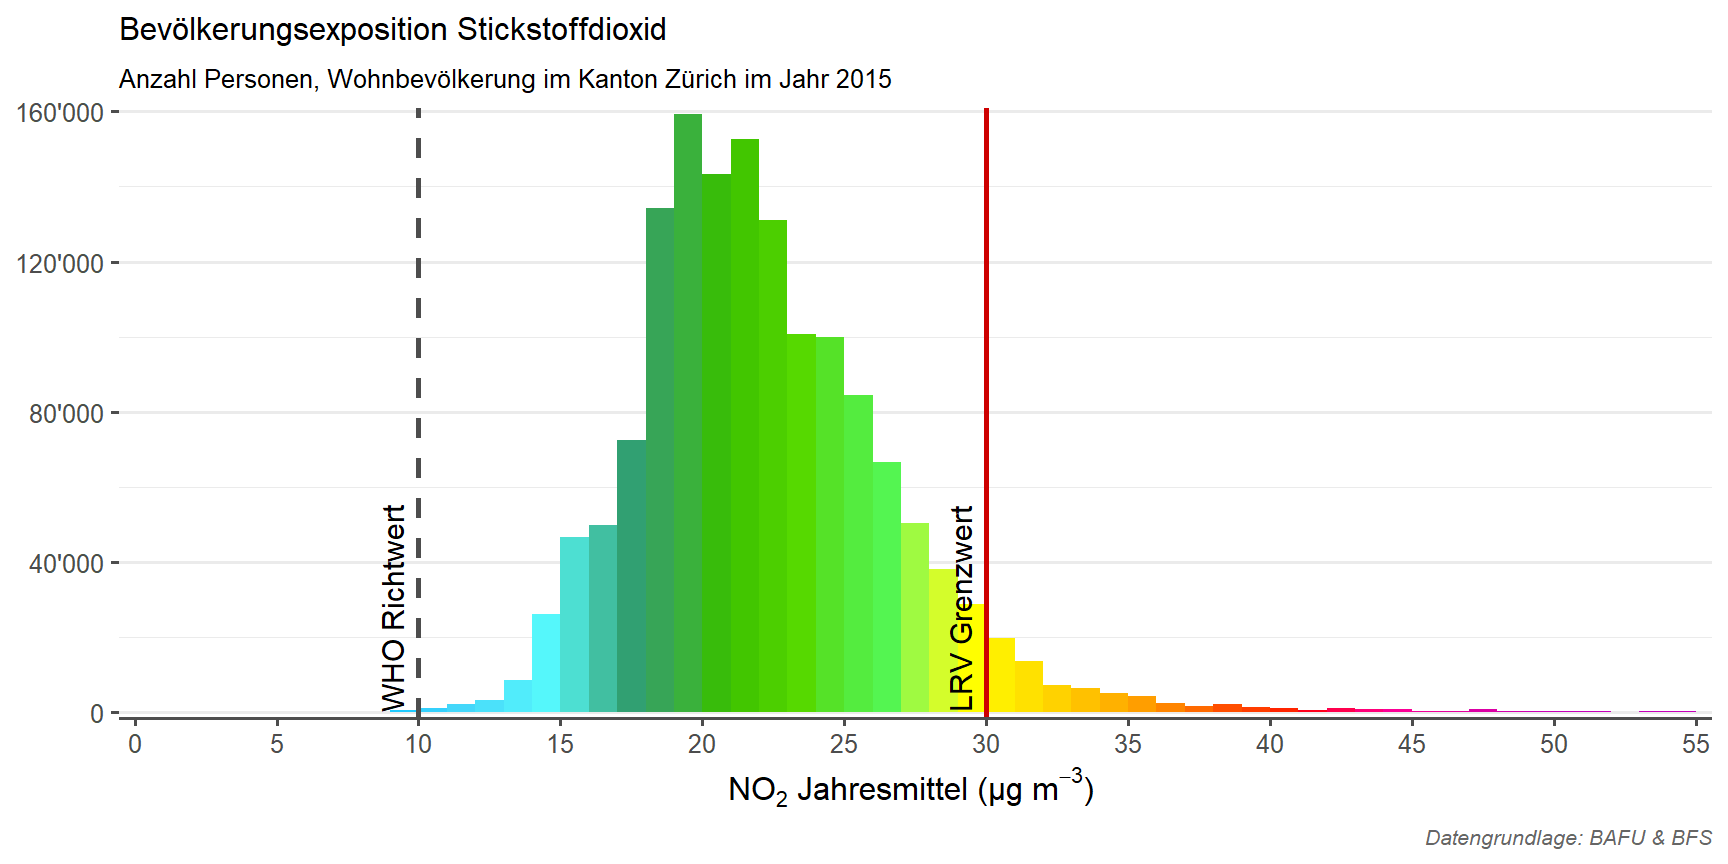 Bevölkerungsexposition Stickstoffdioxid
Anzahl Personen, Wohnbevölkerung im Kanton Zürich im Jahr 2015
160'000
120'000
80'000
40'000
0
WHO Richtwert
LRV Grenzwert
0 5 10 15 20 25 30 35 40 45 50 55
NO₂ Jahresmittel (µg m⁻³)
Datengrundlage: BAFU & BFS